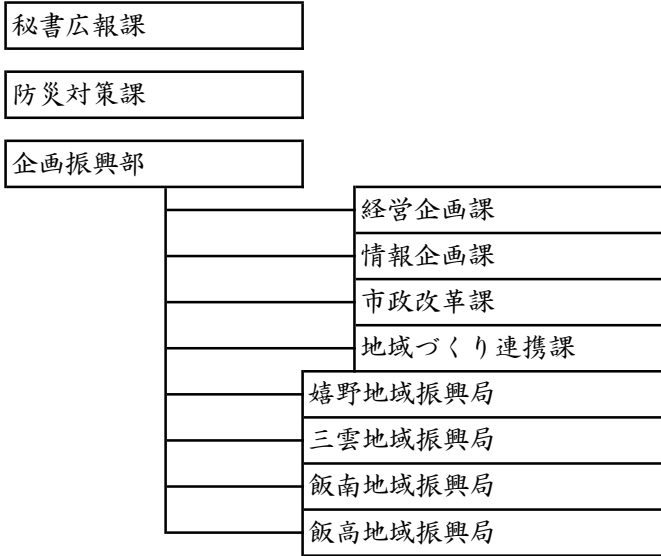 秘書広報課
防災対策課
企画振興部
経営企画課
情報企画課
市政改革課
地域づくり連携課
嬉野地域振興局
三雲地域振興局
飯南地域振興局
飯高地域振興局